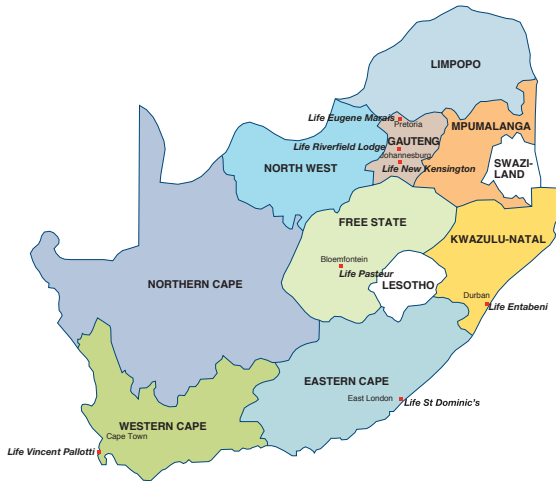 LIMPOPO
Life Eugene Marais
Pretoria
MPUMALANGA
GAUTENG
Life Riverfield Lodge
Johannesburg
NORTH WEST
Life New Kensington
SWAZI-
LAND
FREE STATE
KWAZULU-NATAL
Bloemfontein
Life Pasteur
NORTHERN CAPE
LESOTHO
Durban
Life Entabeni
EASTERN CAPE
East London
Life St Dominic's
WESTERN CAPE
Cape Town
Life Vincent Pallotti